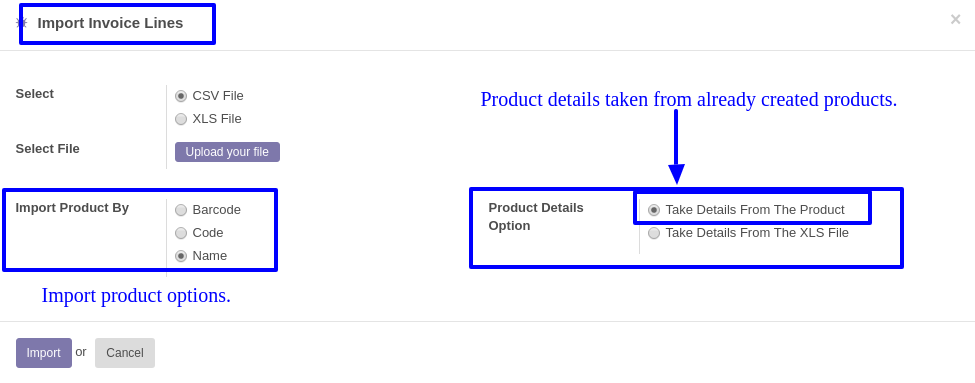 Import Invoice Lines
×
Select
CSV File
XLS File
Select File
Upload your file
Product details taken from already created products.
Import Product By
Barcode
Code
Name
Product Details
Option
Take Details From The Product
Take Details From The XLS File
Import product options.
Import or Cancel